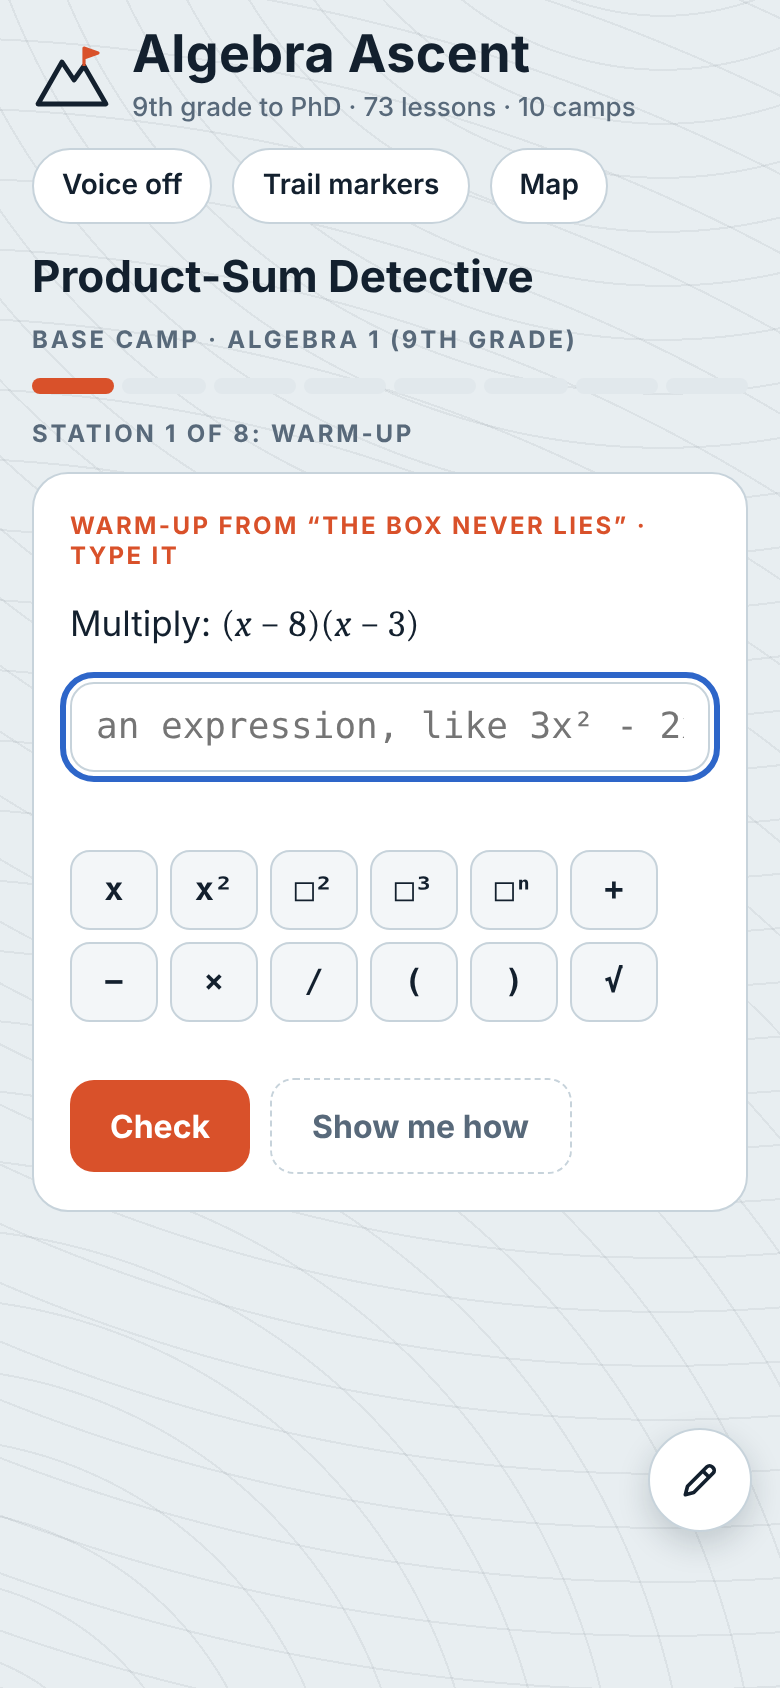 Algebra Ascent
9th grade to PhD · 73 lessons · 10 camps
Voice off
Trail markers
Map
Product-Sum Detective
BASE CAMP · ALGEBRA 1 (9TH GRADE)
STATION 1 OF 8: WARM-UP
WARM-UP FROM “THE BOX NEVER LIES” ·
TYPE IT
Multiply: (x − 8)(x − 3)
an expression, like 3x² - 2
x x² □² □³ □ⁿ +
− × / ( ) √
Check
Show me how